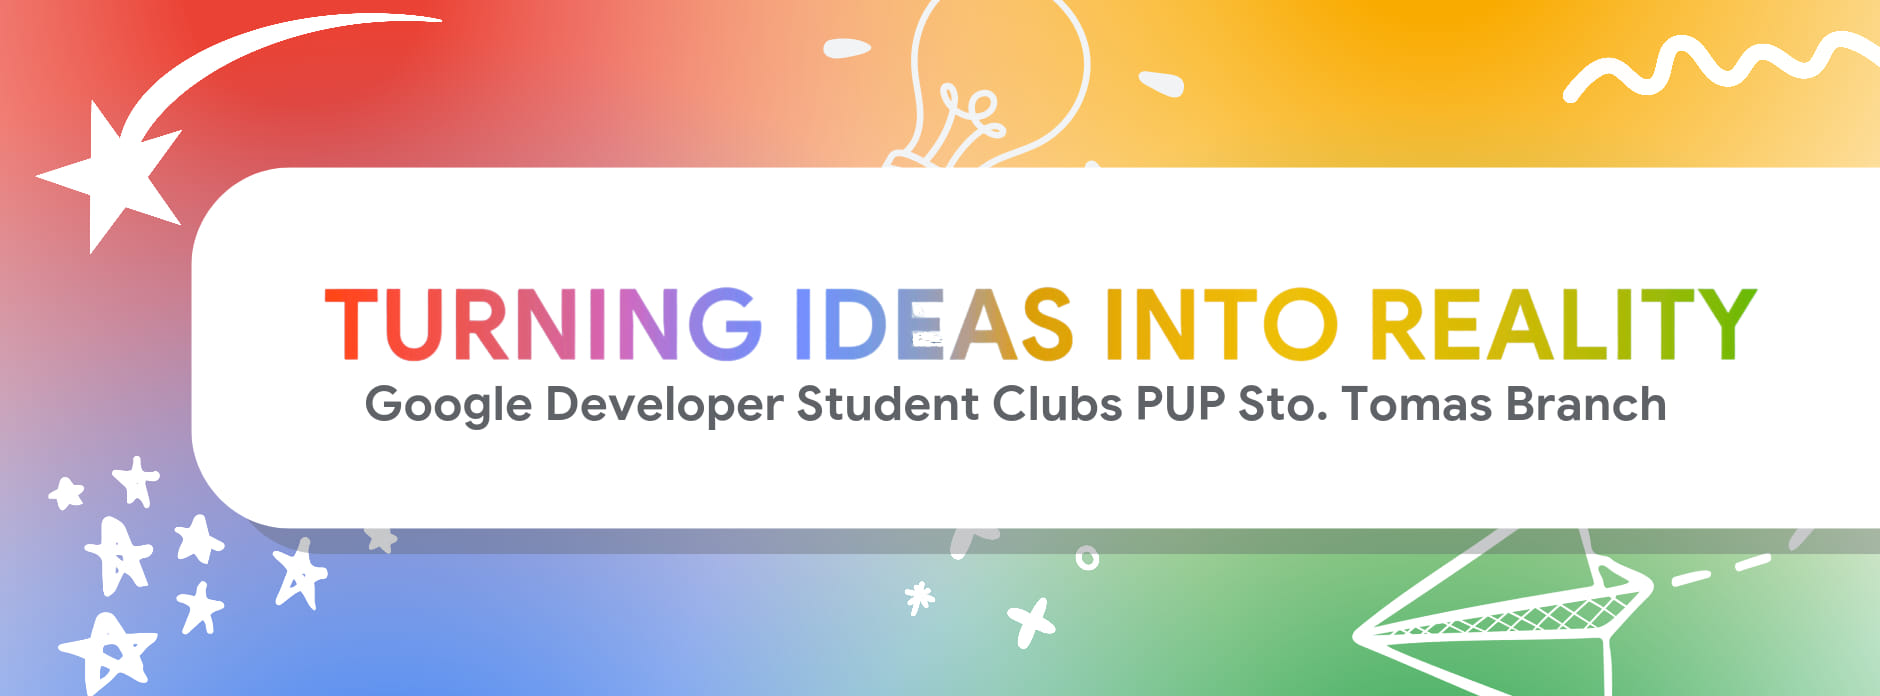 TURNING IDEAS INTO REALITY
Google Developer Student Clubs PUP Sto. Tomas Branch